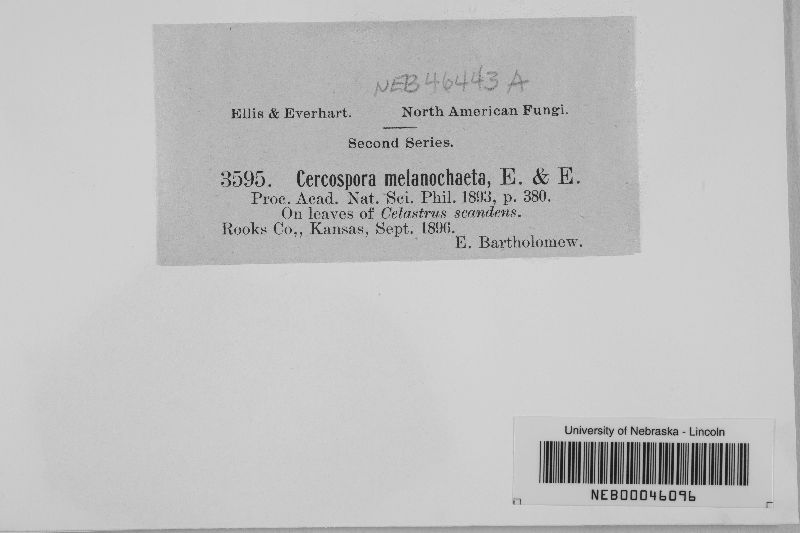 NEB46443A
Ellis & Everhart. North American Fungi.
Second Series.
3595. Cercospora melanochaeta, E. & E.
Proc. Acad. Nat. Sci. Phil. 1893, p. 380.
On leaves of Celastrus scandens.
Rooks Co., Kansas, Sept. 1896.
E. Bartholomew.
University of Nebraska - Lincoln
NEB00046096